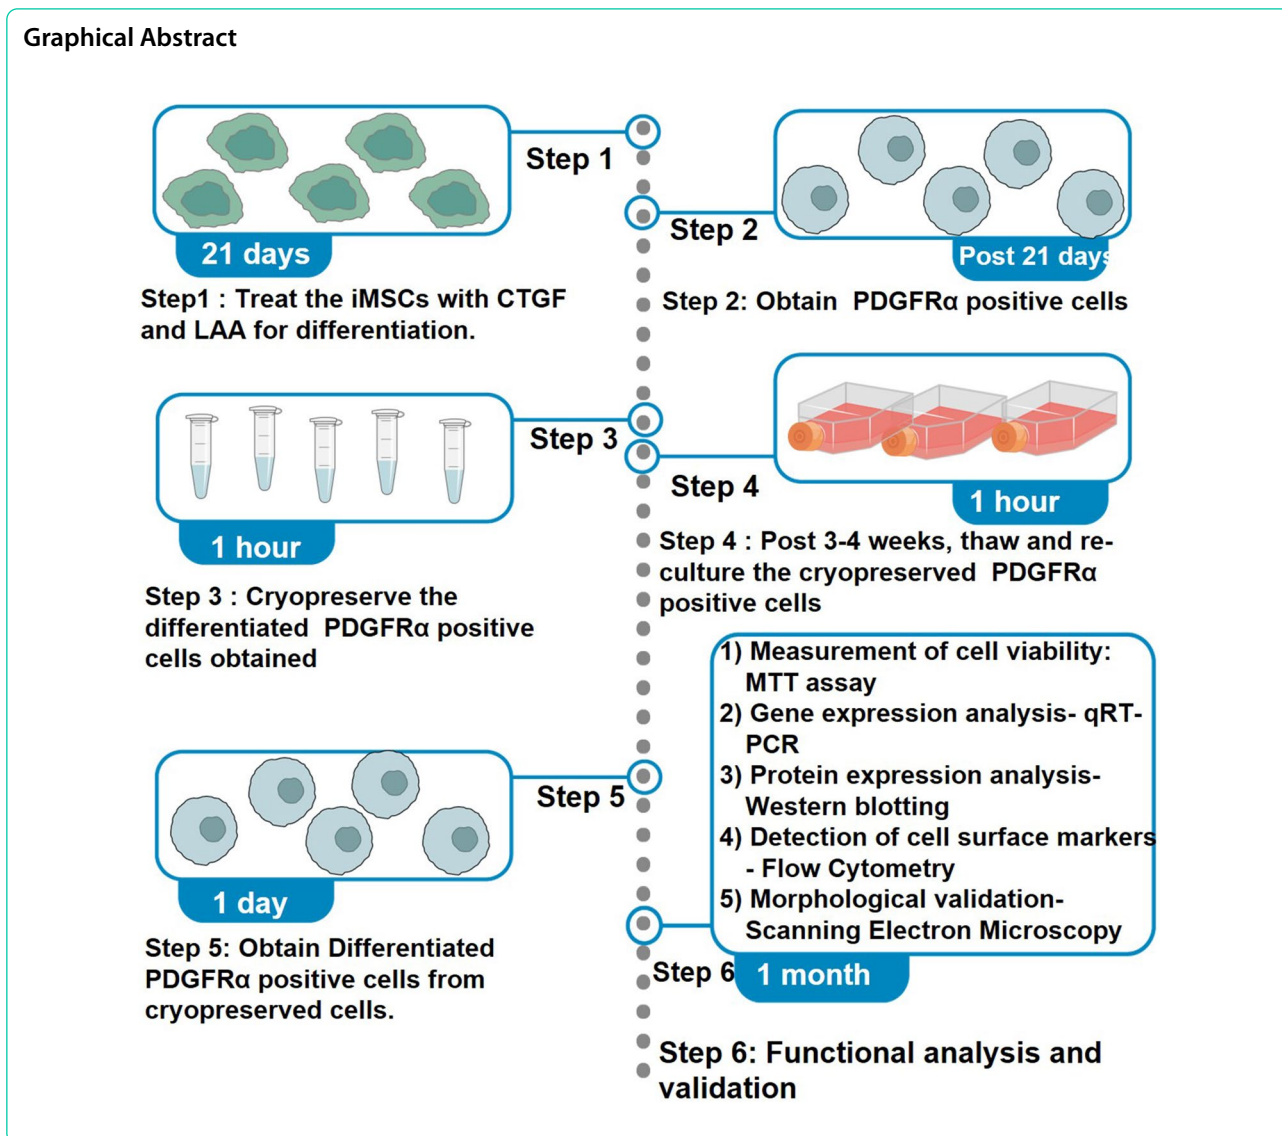 Graphical Abstract
Step 1
21 days
Step1 : Treat the iMSCs with CTGF
and LAA for differentiation.
Step 2
Post 21 days
Step 2: Obtain  PDGFRα positive cells
Step 3
1 hour
Step 3 : Cryopreserve the
differentiated  PDGFRα positive
cells obtained
Step 4
1 hour
Step 4 : Post 3-4 weeks, thaw and re-
culture the cryopreserved  PDGFRα
positive cells
Step 5
1 day
Step 5: Obtain Differentiated
PDGFRα positive cells from
cryopreserved cells.
1) Measurement of cell viability:
MTT assay
2) Gene expression analysis- qRT-
PCR
3) Protein expression analysis-
Western blotting
4) Detection of cell surface markers
- Flow Cytometry
5) Morphological validation-
Scanning Electron Microscopy
Step 6
1 month
Step 6: Functional analysis and
validation